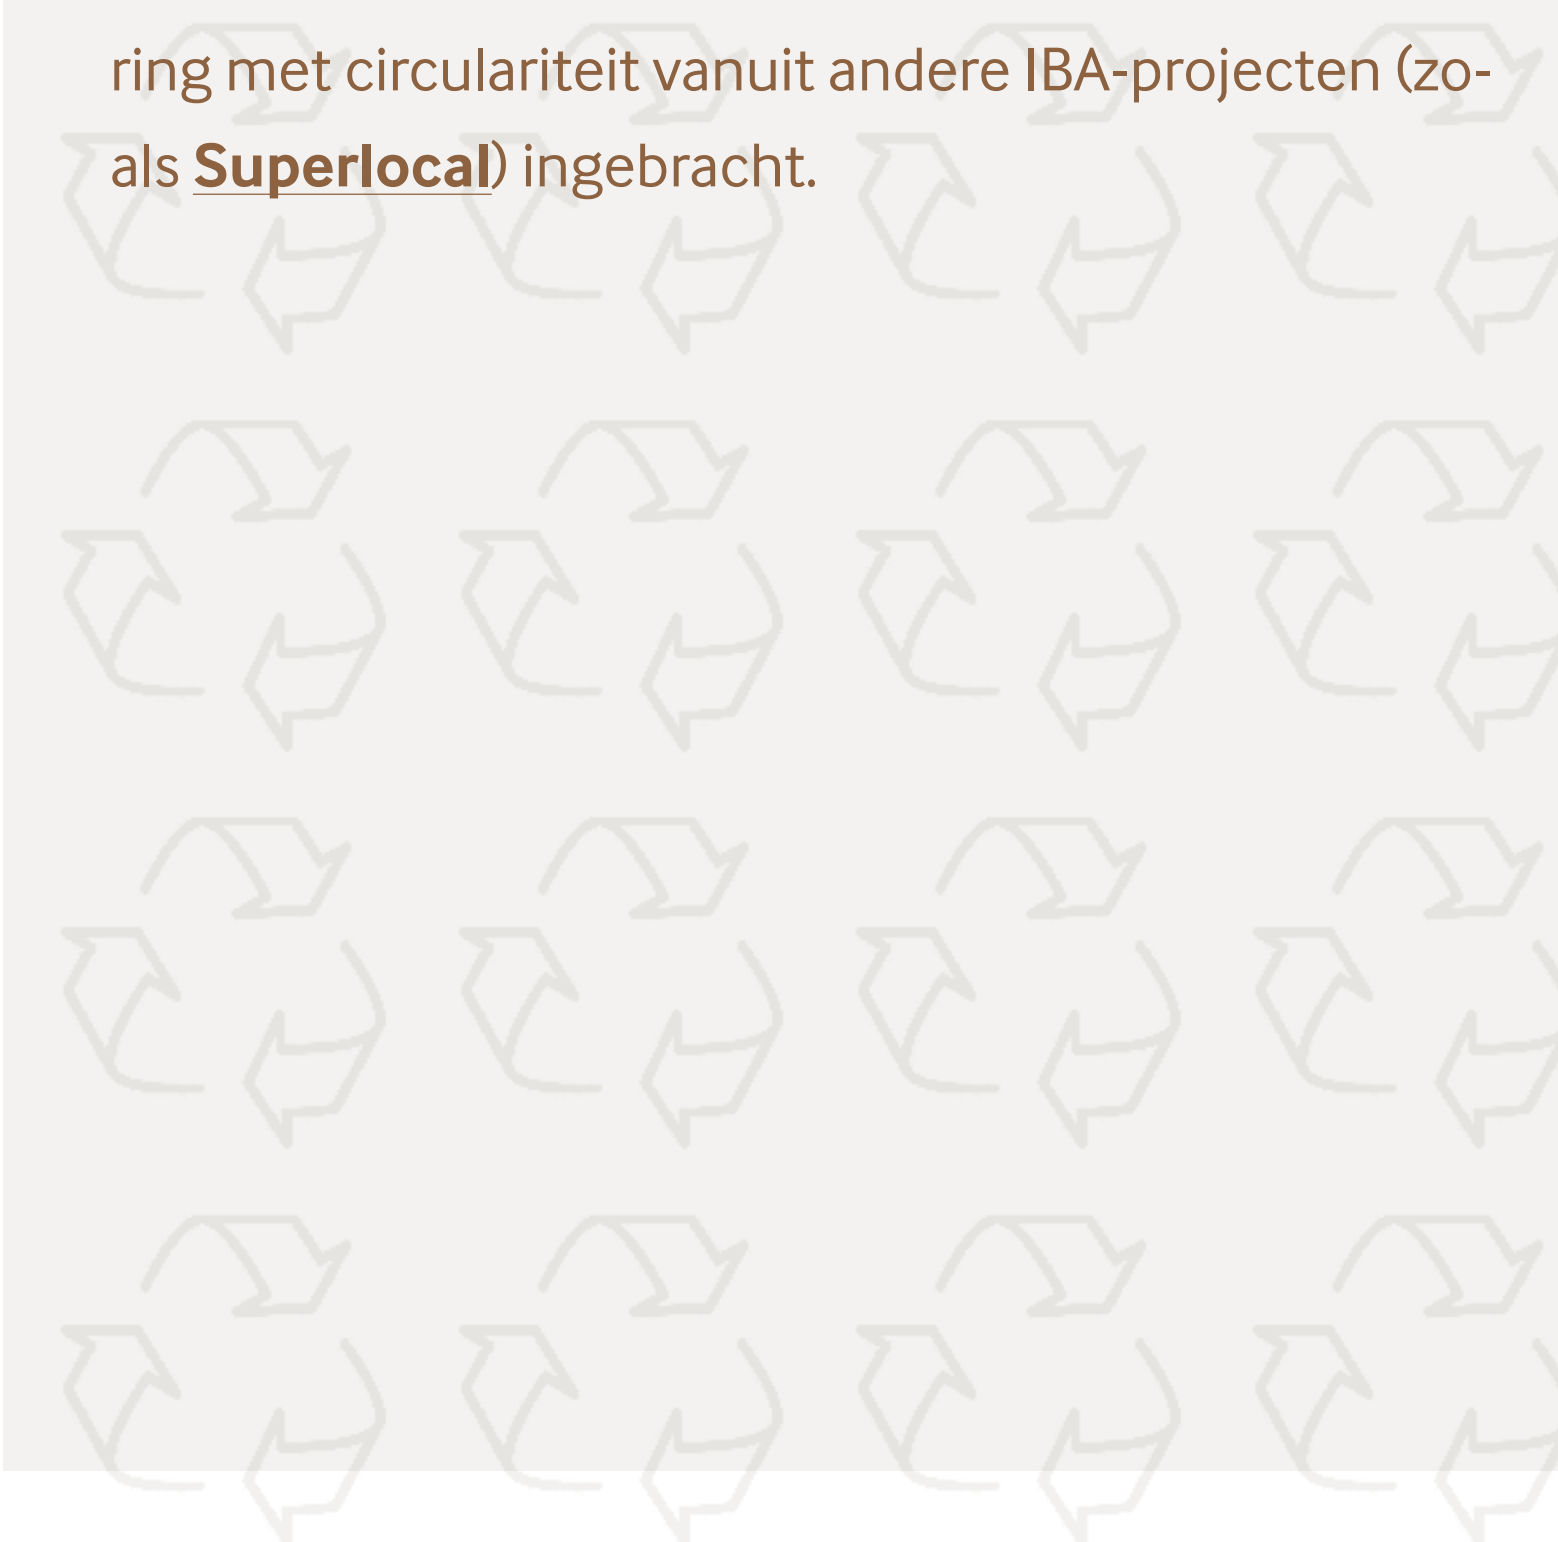 ring met circulariteit vanuit andere IBA-projecten (zo-
als Superlocal) ingebracht.